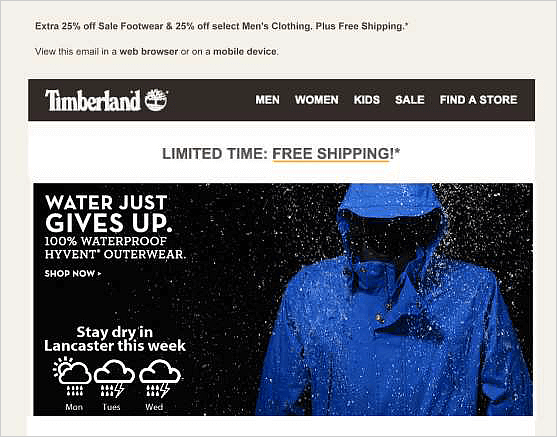 Extra 25% off Sale Footwear & 25% off select Men's Clothing. Plus Free Shipping.*
View this email in a web browser or on a mobile device.
Timberland
MEN WOMEN KIDS SALE FIND A STORE
LIMITED TIME: FREE SHIPPING!*
WATER JUST
GIVES UP.
100% WATERPROOF
HYVENT® OUTERWEAR.
SHOP NOW >
Stay dry in
Lancaster this week
Mon Tues Wed